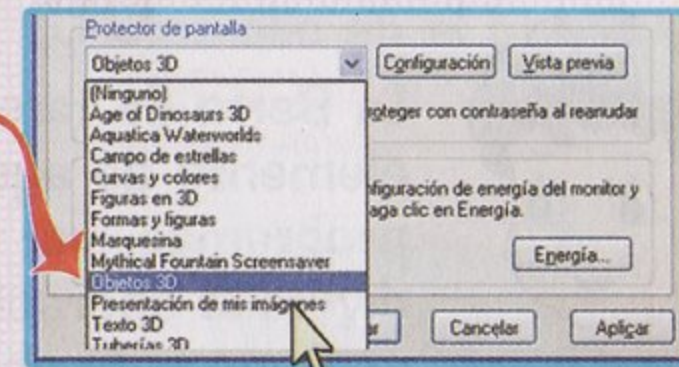 Protector de pantalla
Objetos 3D
Configuración
Vista previa
(Ninguno)
Age of Dinosaurs 3D
Aquatica Waterworlds
Campo de estrellas
Curvas y colores
Figuras en 3D
Formas y figuras
Marquesina
Mythical Fountain Screensaver
Objetos 3D
Presentación de mis imágenes
Texto 3D
Tuberías 3D
oteger con contraseña al reanudar
nfiguración de energía del monitor y
aga clic en Energía.
Energía...
ar
Cancelar
Aplicar